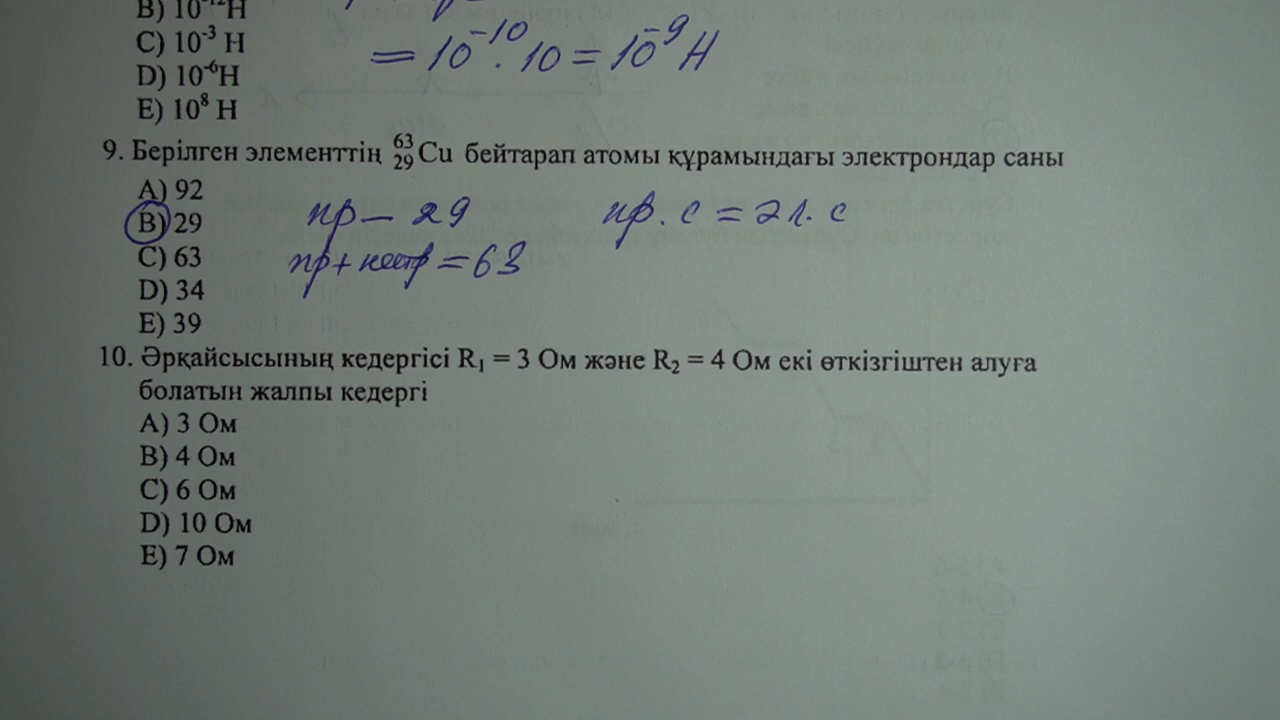 B) 10⁻¹²H
C) 10⁻³ H
= 10⁻¹⁰ · 10 = 10⁻⁹ H
D) 10⁻⁶H
E) 10⁸ H
9. Берілген элементтің ⁶³₂₉Cu бейтарап атомы құрамындағы электрондар саны
A) 92
B) 29
пр – 29
пр. с = эл. с
C) 63
пр + нейтр = 63
D) 34
E) 39
10. Әрқайсысының кедергісі R₁ = 3 Ом және R₂ = 4 Ом екі өткізгіштен алуға
болатын жалпы кедергі
A) 3 Ом
B) 4 Ом
C) 6 Ом
D) 10 Ом
E) 7 Ом